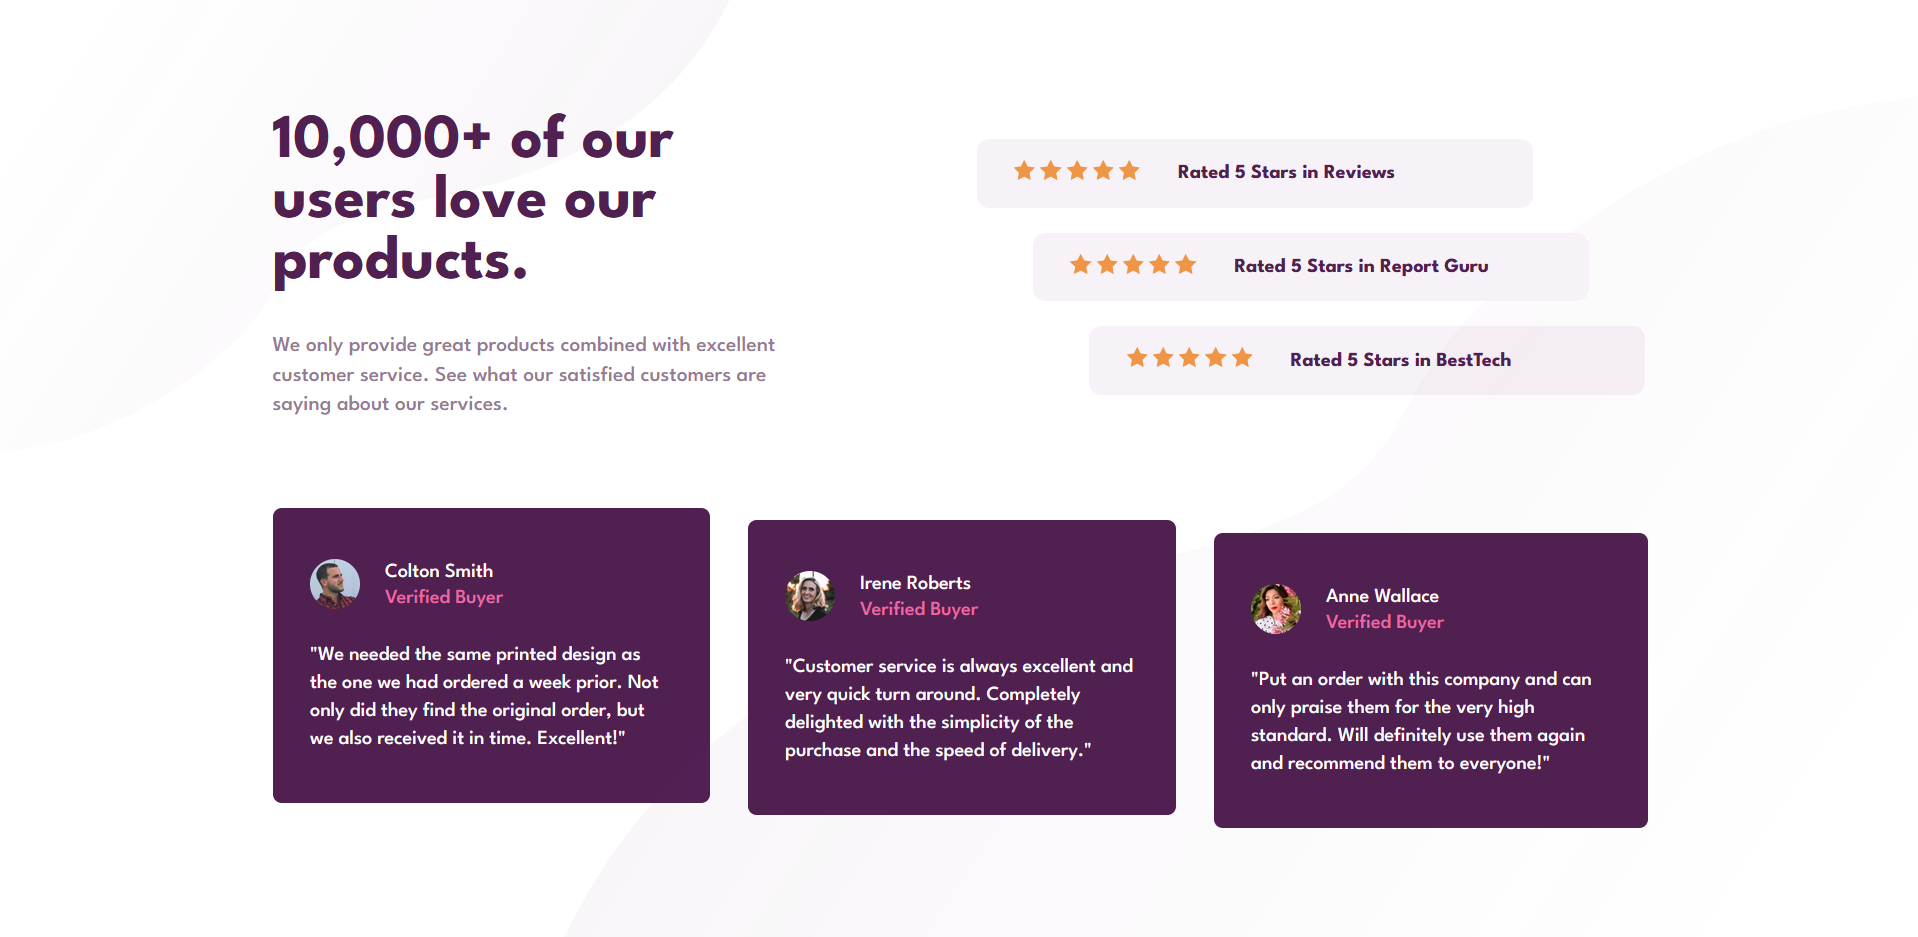 10,000+ of our
users love our
products.
We only provide great products combined with excellent
customer service. See what our satisfied customers are
saying about our services.
Rated 5 Stars in Reviews
Rated 5 Stars in Report Guru
Rated 5 Stars in BestTech
Colton Smith
Verified Buyer
"We needed the same printed design as
the one we had ordered a week prior. Not
only did they find the original order, but
we also received it in time. Excellent!"
Irene Roberts
Verified Buyer
"Customer service is always excellent and
very quick turn around. Completely
delighted with the simplicity of the
purchase and the speed of delivery."
Anne Wallace
Verified Buyer
"Put an order with this company and can
only praise them for the very high
standard. Will definitely use them again
and recommend them to everyone!"